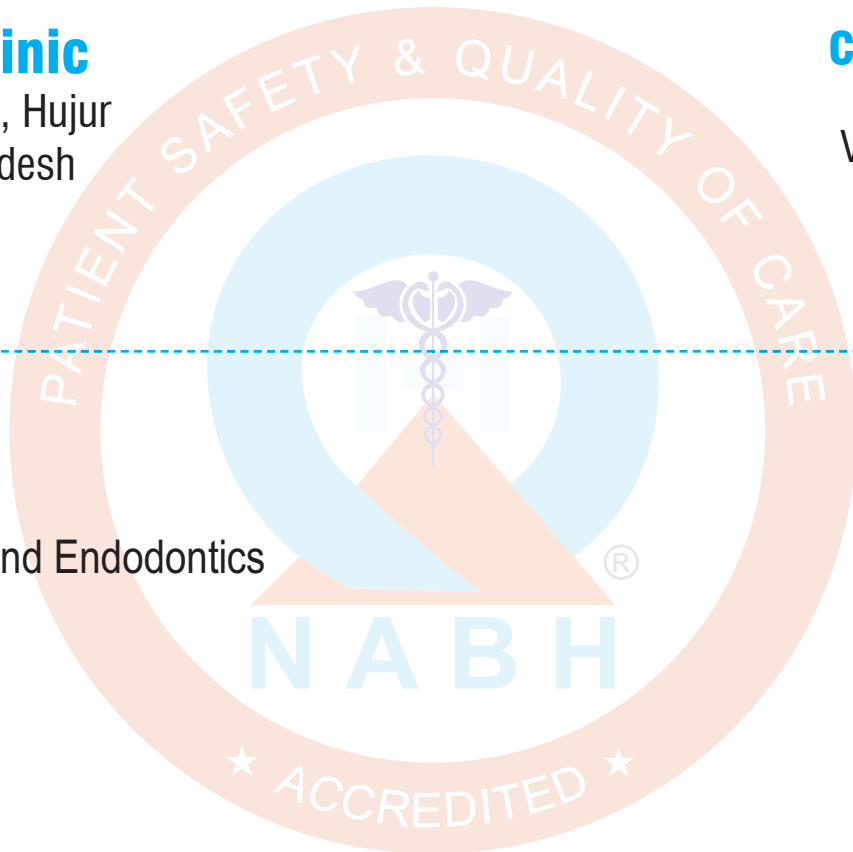 inic
c
, Hujur
V
desh
PATIENT SAFETY & QUALITY OF CARE
nd Endodontics
®
NABH
★ ACCREDITED ★